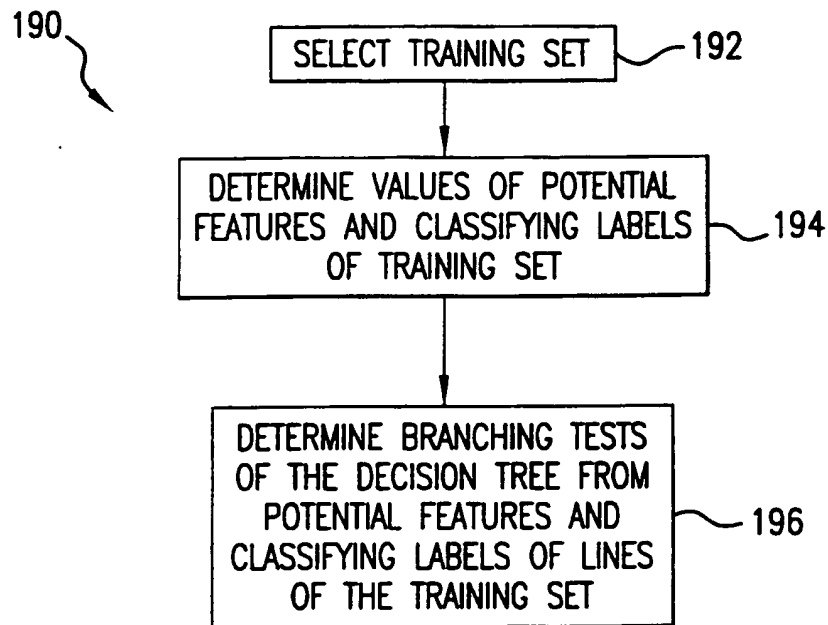 190
SELECT TRAINING SET
192
DETERMINE VALUES OF POTENTIAL
FEATURES AND CLASSIFYING LABELS
OF TRAINING SET
194
DETERMINE BRANCHING TESTS
OF THE DECISION TREE FROM
POTENTIAL FEATURES AND
CLASSIFYING LABELS OF LINES
OF THE TRAINING SET
196